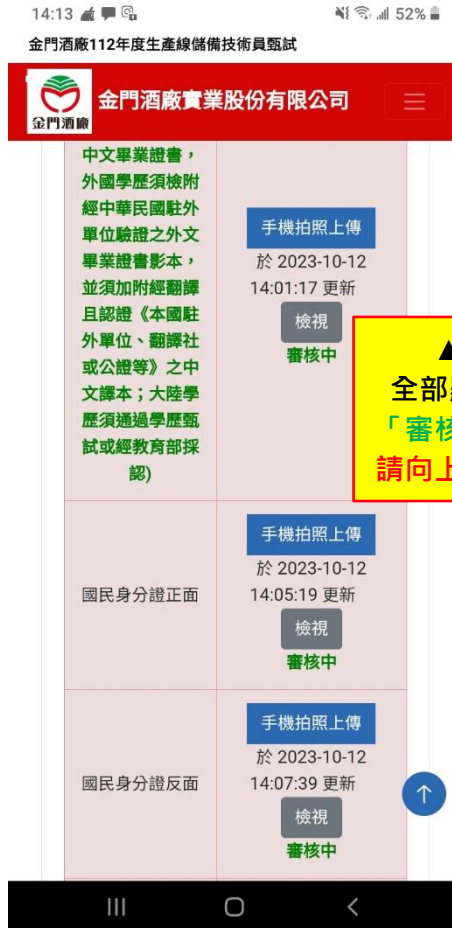 14:13
52%
金門酒廠112年度生產線儲備技術員甄試
金門酒廠
金門酒廠實業股份有限公司
中文畢業證書，
外國學歷須檢附
經中華民國駐外
單位驗證之外文
畢業證書影本，
並須加附經翻譯
且認證《本國駐
外單位、翻譯社
或公證等》之中
文譯本；大陸學
歷須通過學歷甄
試或經教育部採
認)
手機拍照上傳
於 2023-10-12
14:01:17 更新
檢視
審核中
▲
全部
「審核
請向上
國民身分證正面
手機拍照上傳
於 2023-10-12
14:05:19 更新
檢視
審核中
國民身分證反面
手機拍照上傳
於 2023-10-12
14:07:39 更新
檢視
審核中